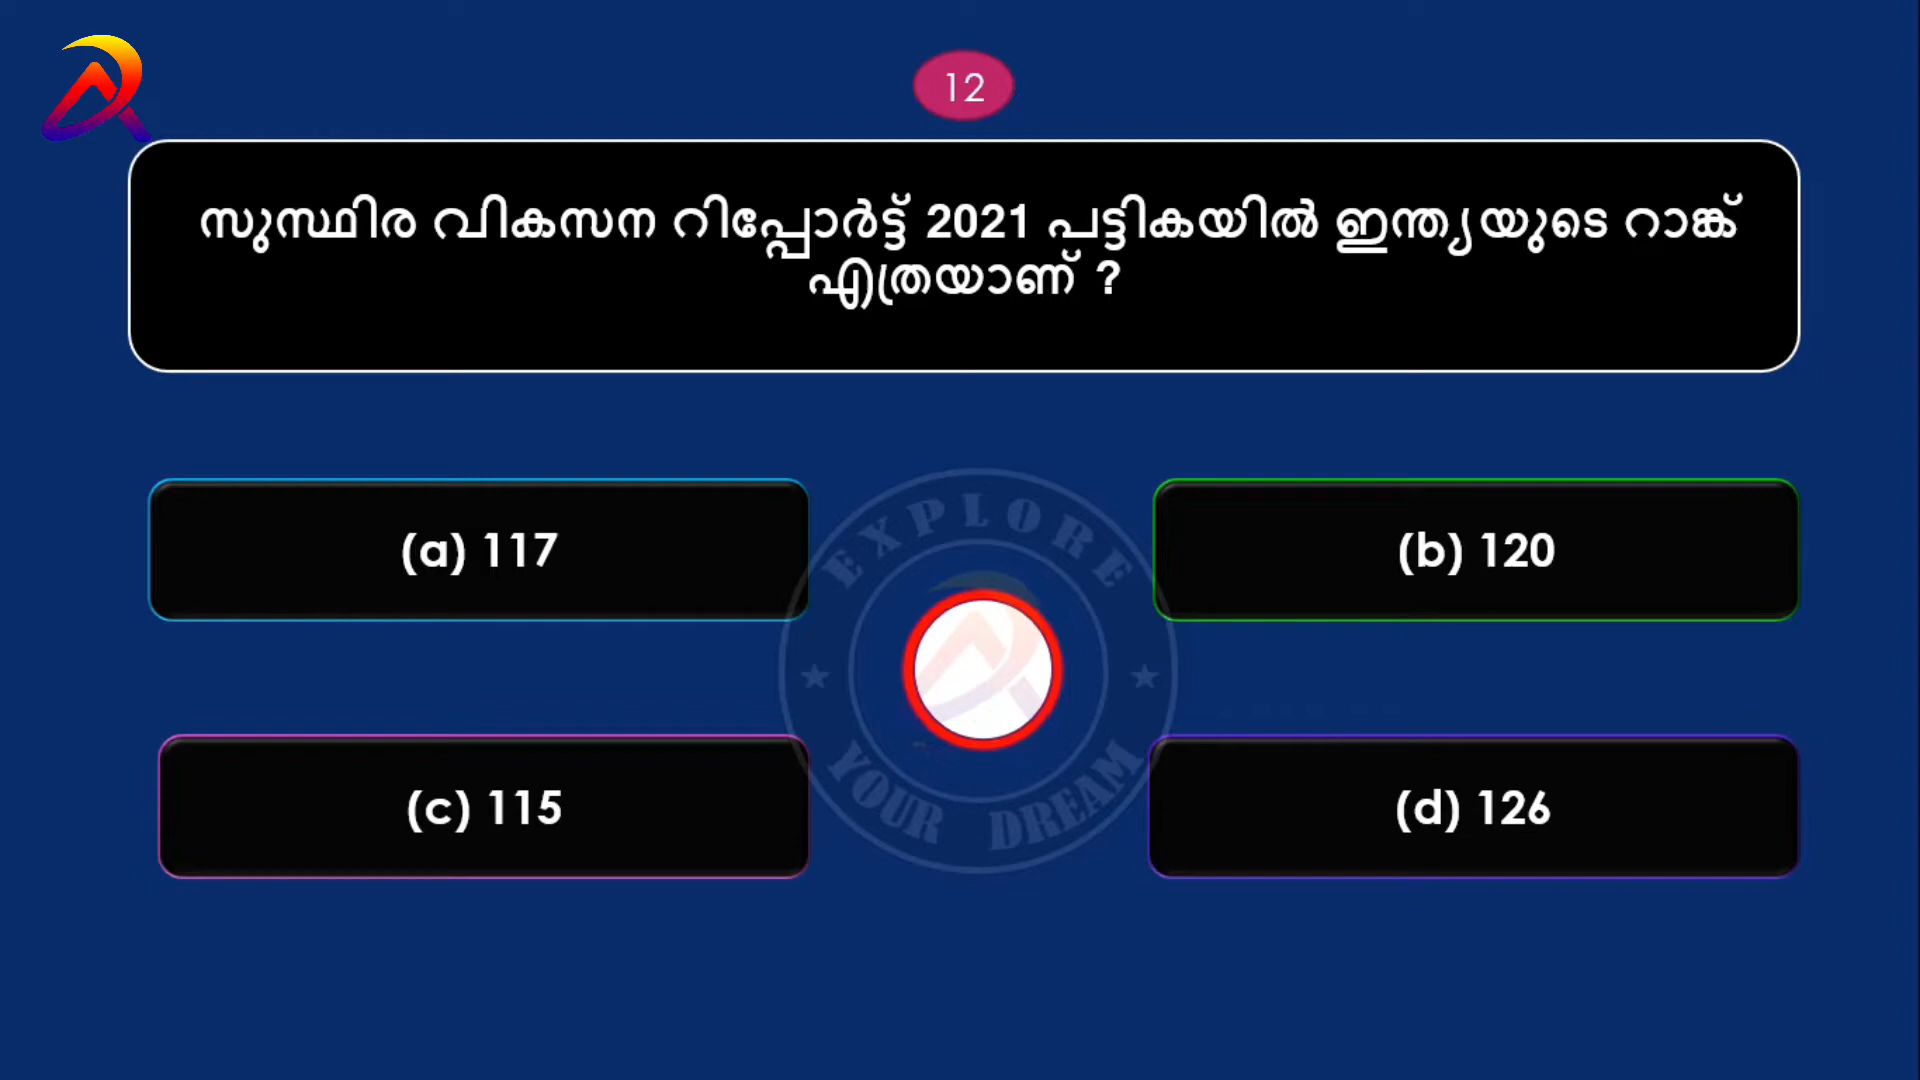 12
സുസ്ഥിര വികസന റിപ്പോർട്ട് 2021 പട്ടികയിൽ ഇന്ത്യയുടെ റാങ്ക്
എത്രയാണ് ?
(a) 117
(b) 120
EXPLORE
YOUR DREAM
(c) 115
(d) 126